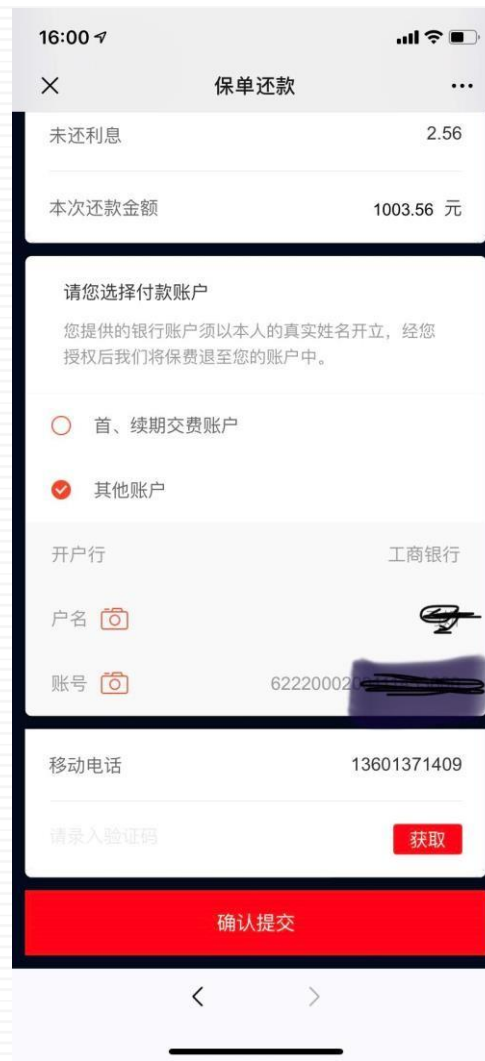 16:00
保单还款
未还利息 2.56
本次还款金额 1003.56 元
请您选择付款账户
您提供的银行账户须以本人的真实姓名开立，经您
授权后我们将保费退至您的账户中。
首、续期交费账户
其他账户
开户行 工商银行
户名
账号 622200020
移动电话 13601371409
请录入验证码 获取
确认提交